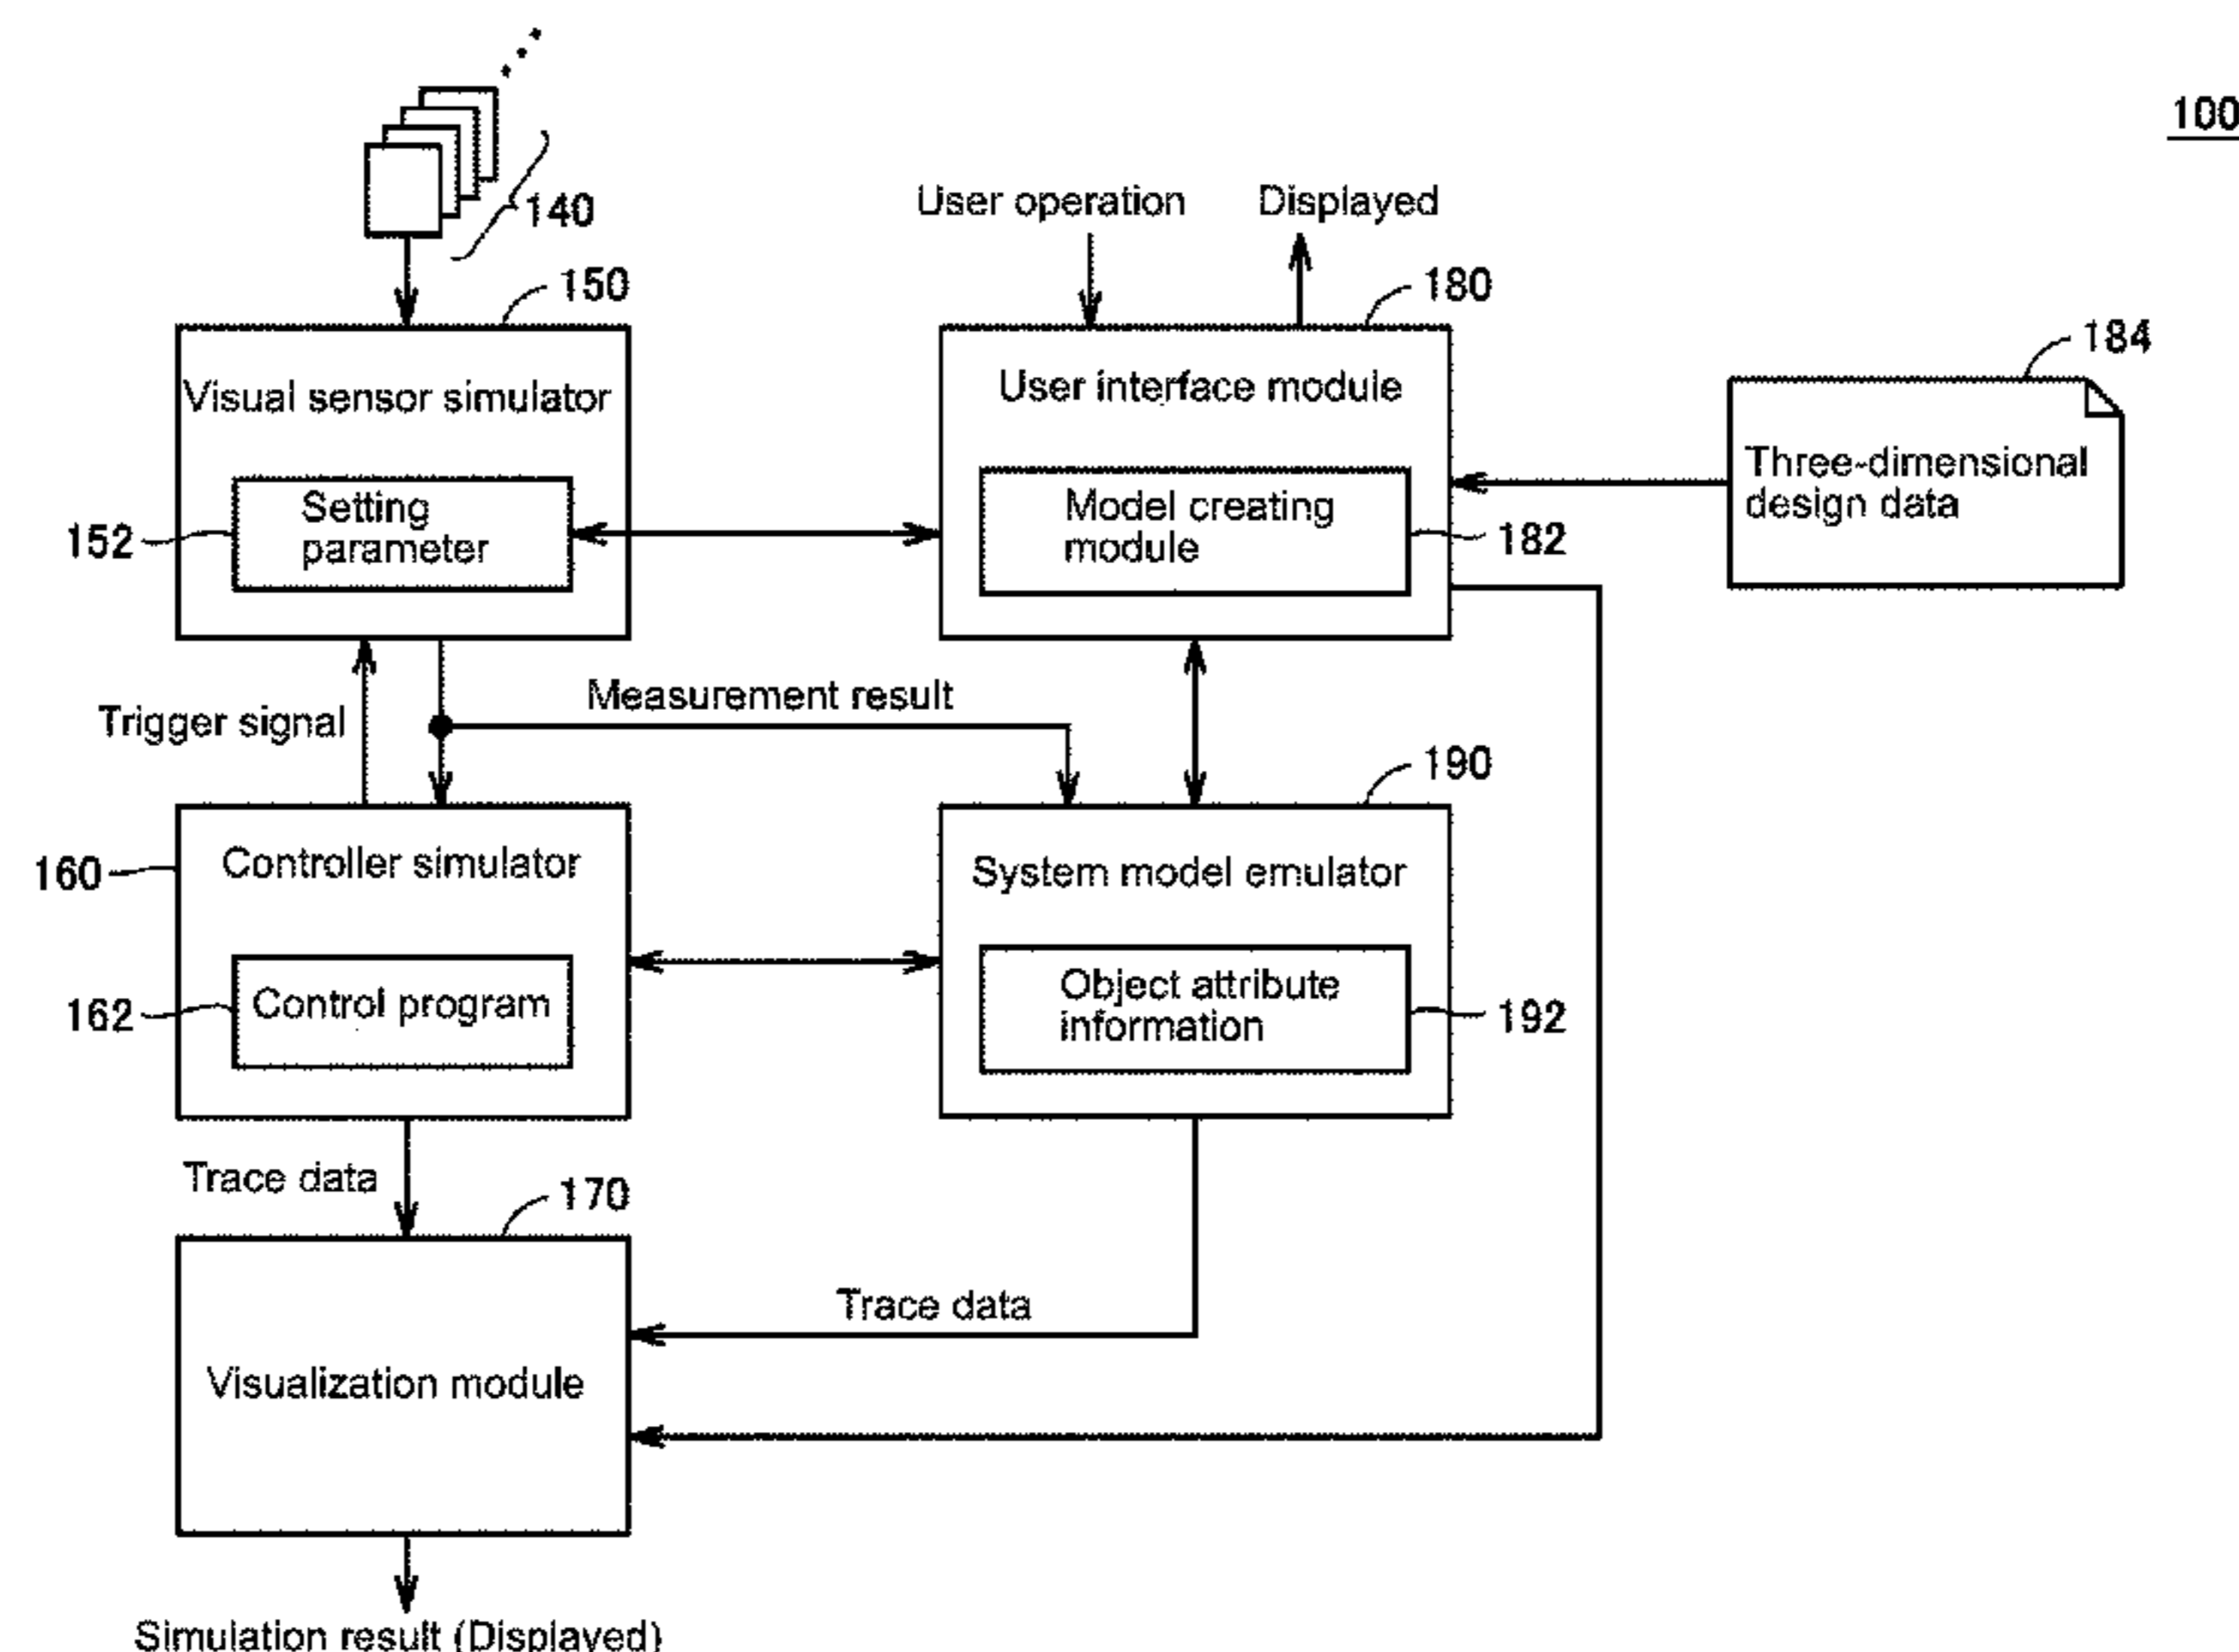 100
140
User operation
Displayed
150
180
184
Visual sensor simulator
User interface module
Three-dimensional
design data
Setting
parameter
152
Model creating
module
182
Measurement result
Trigger signal
190
160
Controller simulator
System model emulator
Control program
162
Object attribute
information
192
Trace data
170
Trace data
Visualization module
Simulation result (Displayed)